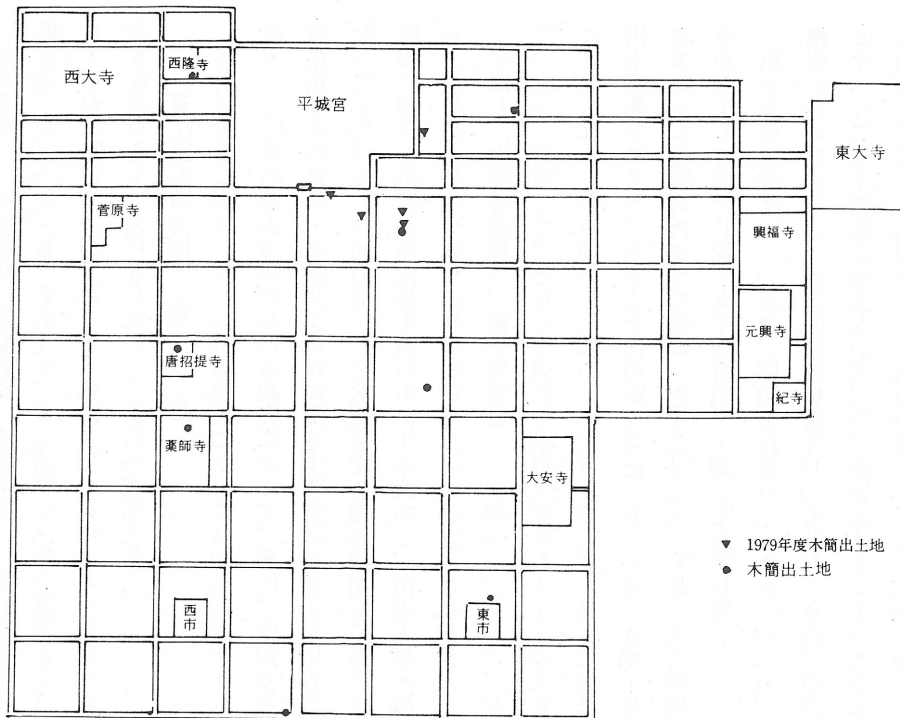 西大寺
西隆寺
平城宮
東大寺
菅原寺
興福寺
元興寺
唐招提寺
紀寺
薬師寺
大安寺
▼ 1979年度木簡出土地
● 木簡出土地
西市
東市